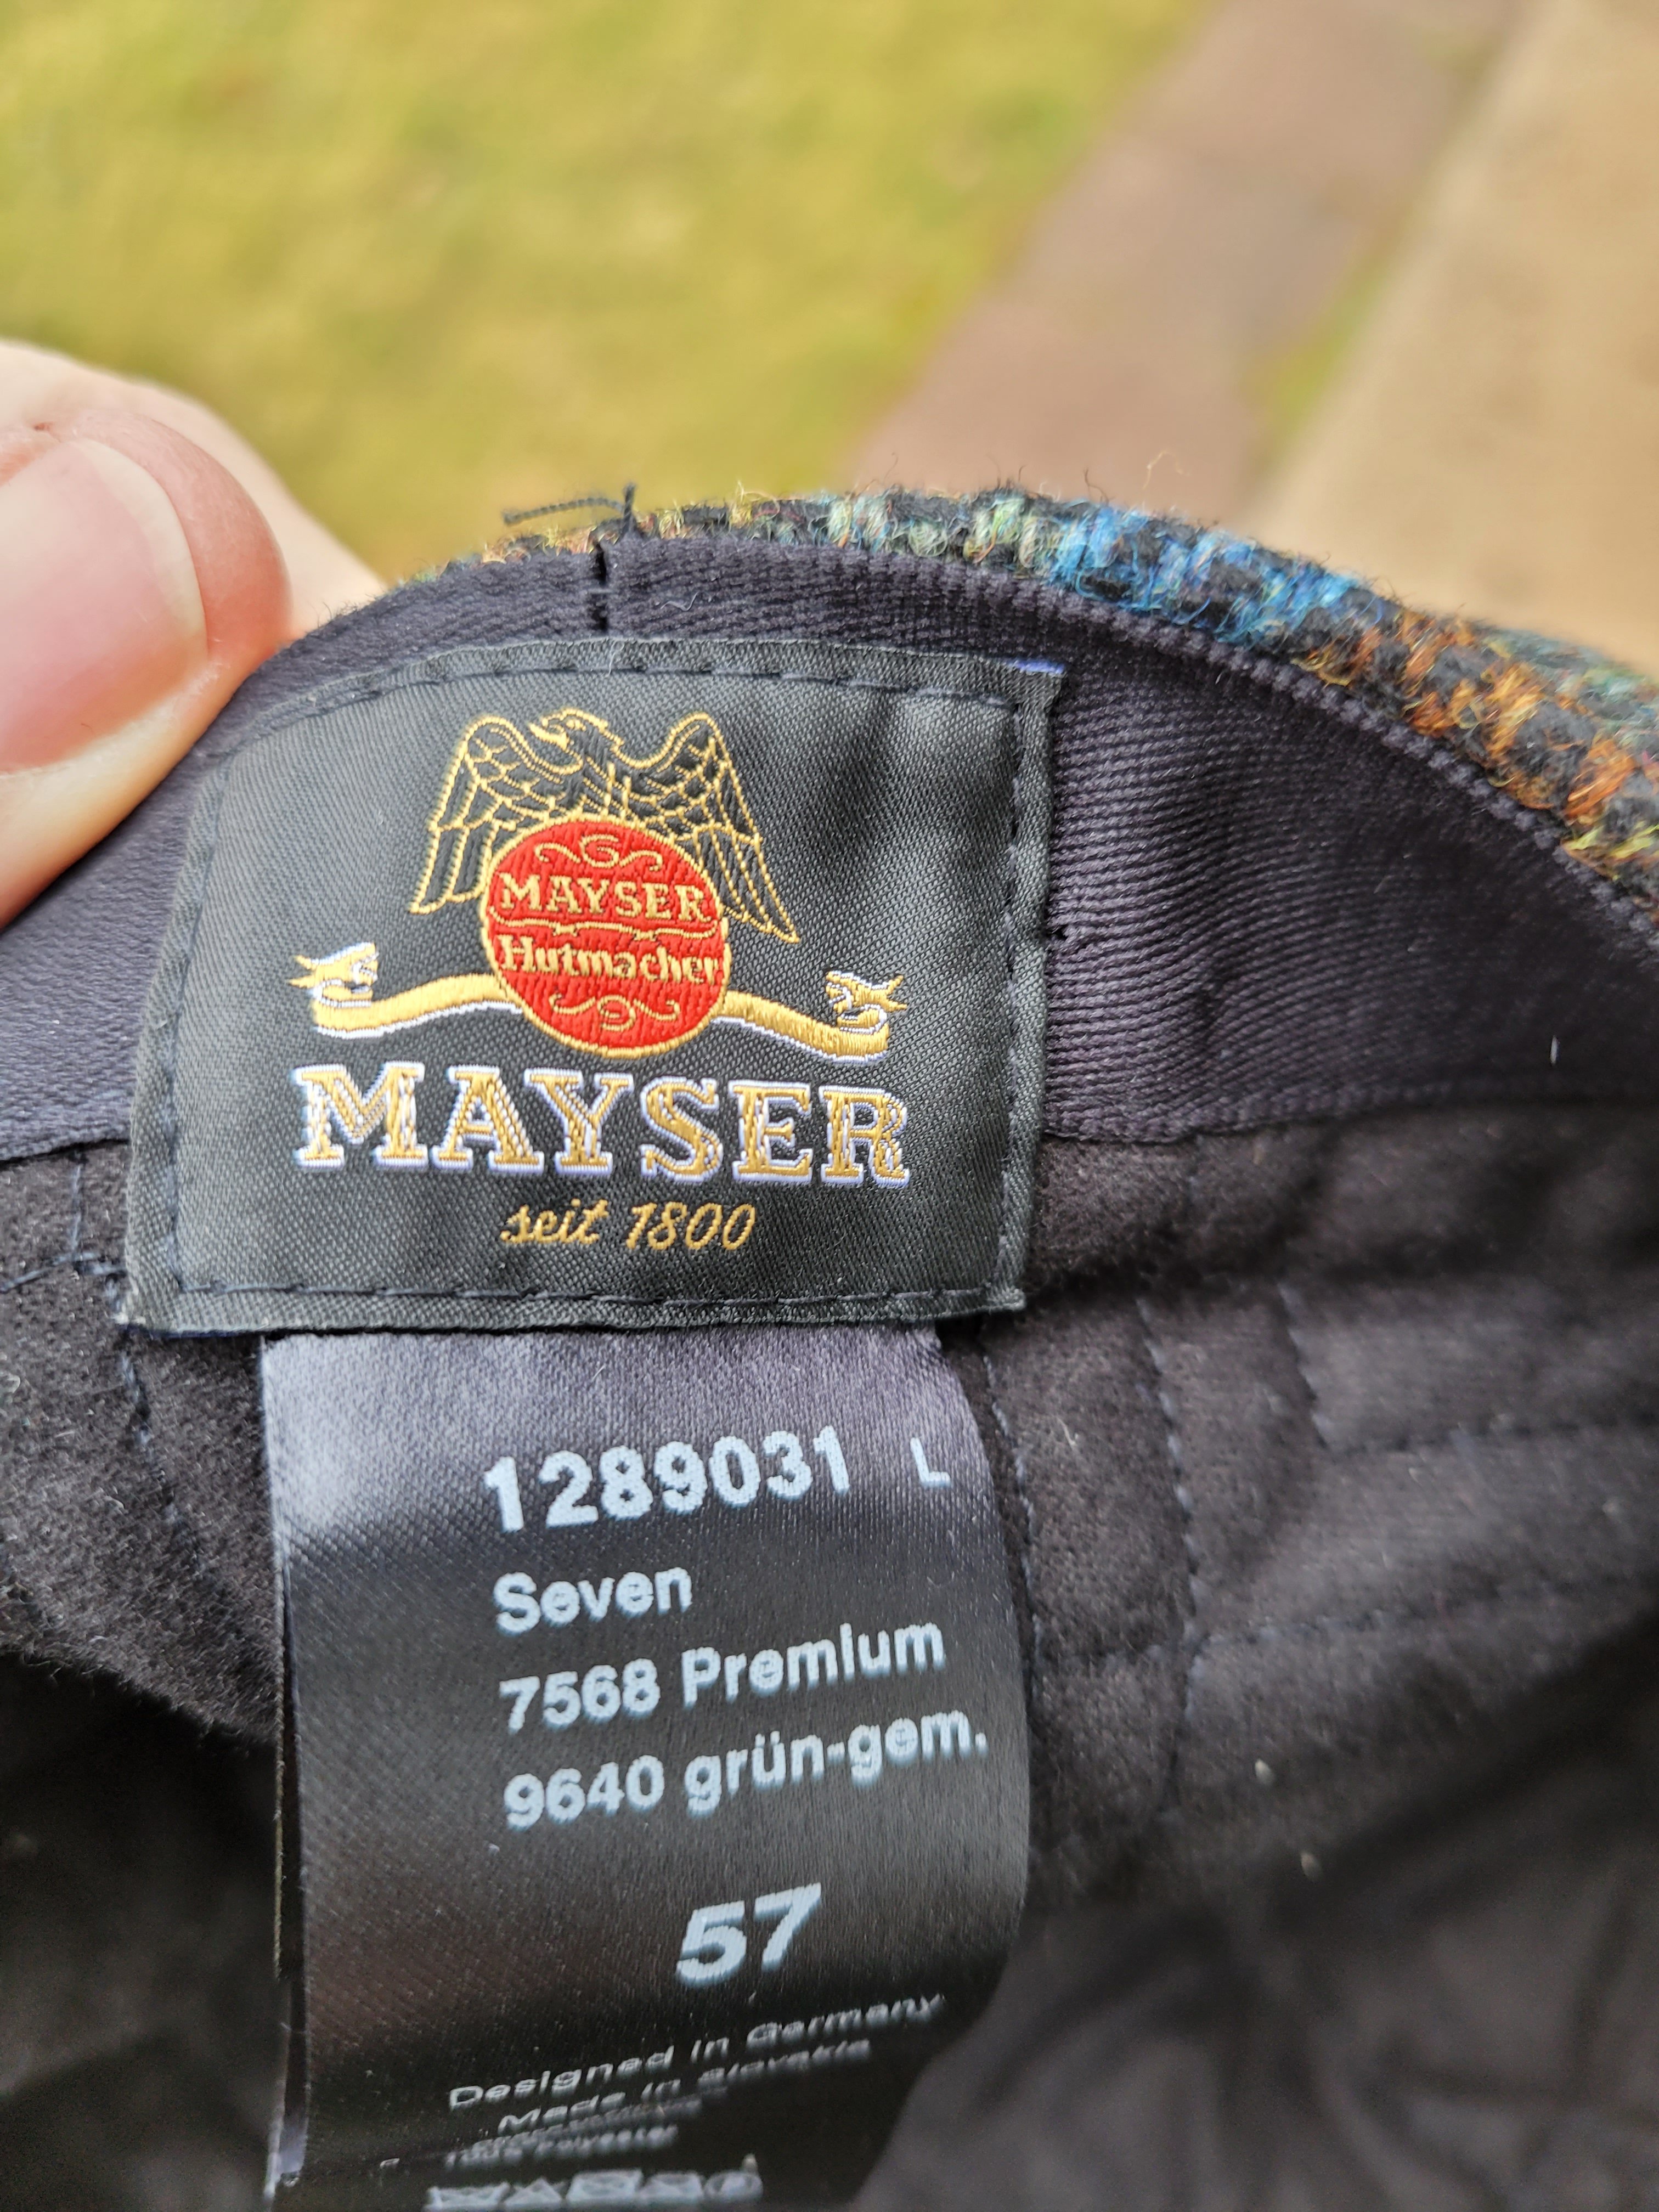 MAYSER
Hutmacher
MAYSER
seit 1800
1289031 L
Seven
7568 Premium
9640 grün-gem.
57
Designed in Germany
Made in Slovakia
Polyester